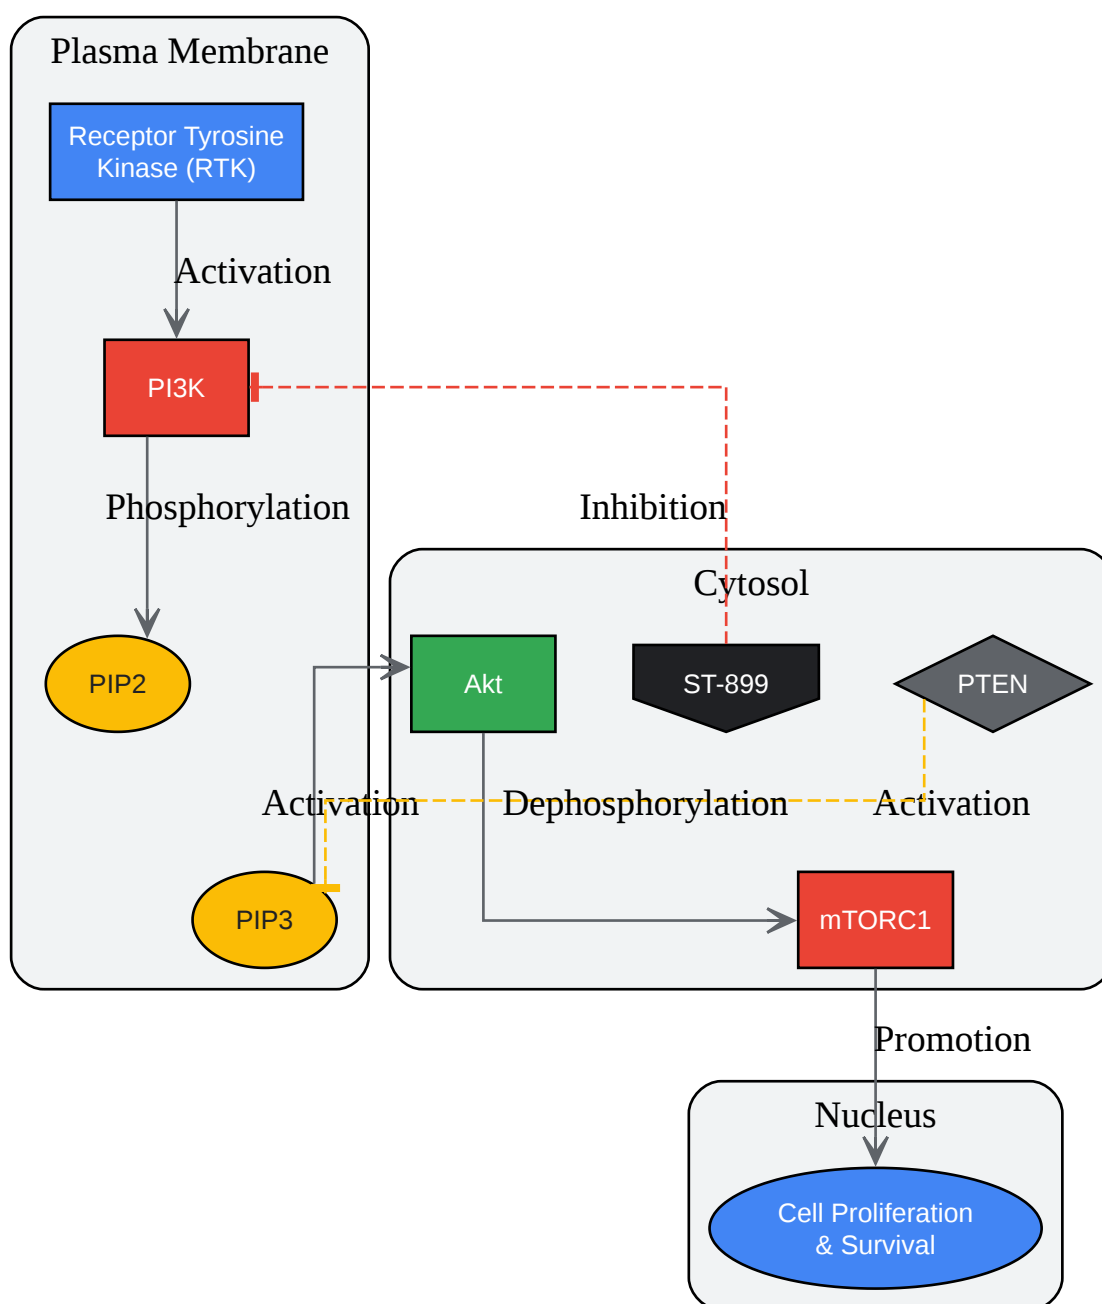 Plasma Membrane
Receptor Tyrosine
Kinase (RTK)
Activation
PI3K
Phosphorylation
Inhibition
Cytosol
PIP2
Akt
ST-899
PTEN
Activation
Dephosphorylation
Activation
PIP3
mTORC1
Promotion
Nucleus
Cell Proliferation
& Survival